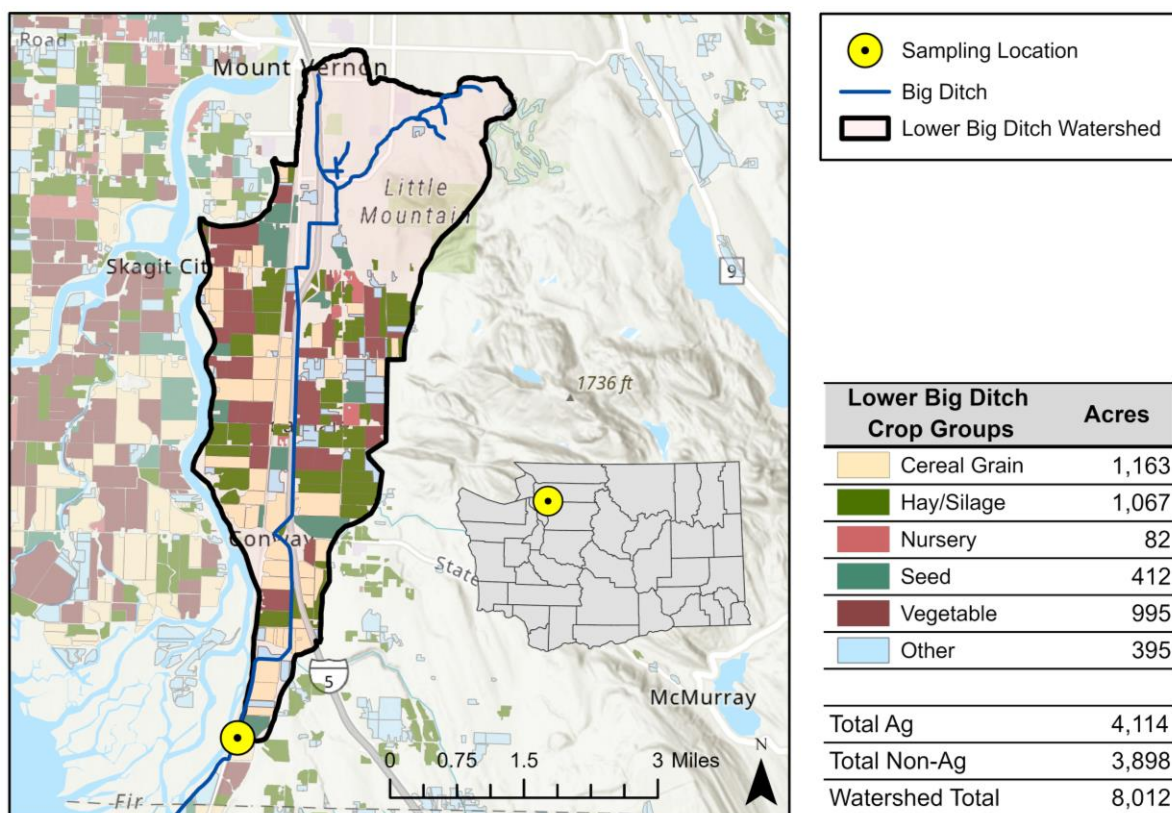 Road
Mount Vernon
Little
Mountain
Skagit Cit
9
1736 ft
Conway
State
5
McMurray
0 0.75 1.5 3 Miles
N
Fir
Sampling Location
Big Ditch
Lower Big Ditch Watershed
Lower Big Ditch Crop Groups Acres
Cereal Grain 1,163
Hay/Silage 1,067
Nursery 82
Seed 412
Vegetable 995
Other 395
Total Ag 4,114
Total Non-Ag 3,898
Watershed Total 8,012